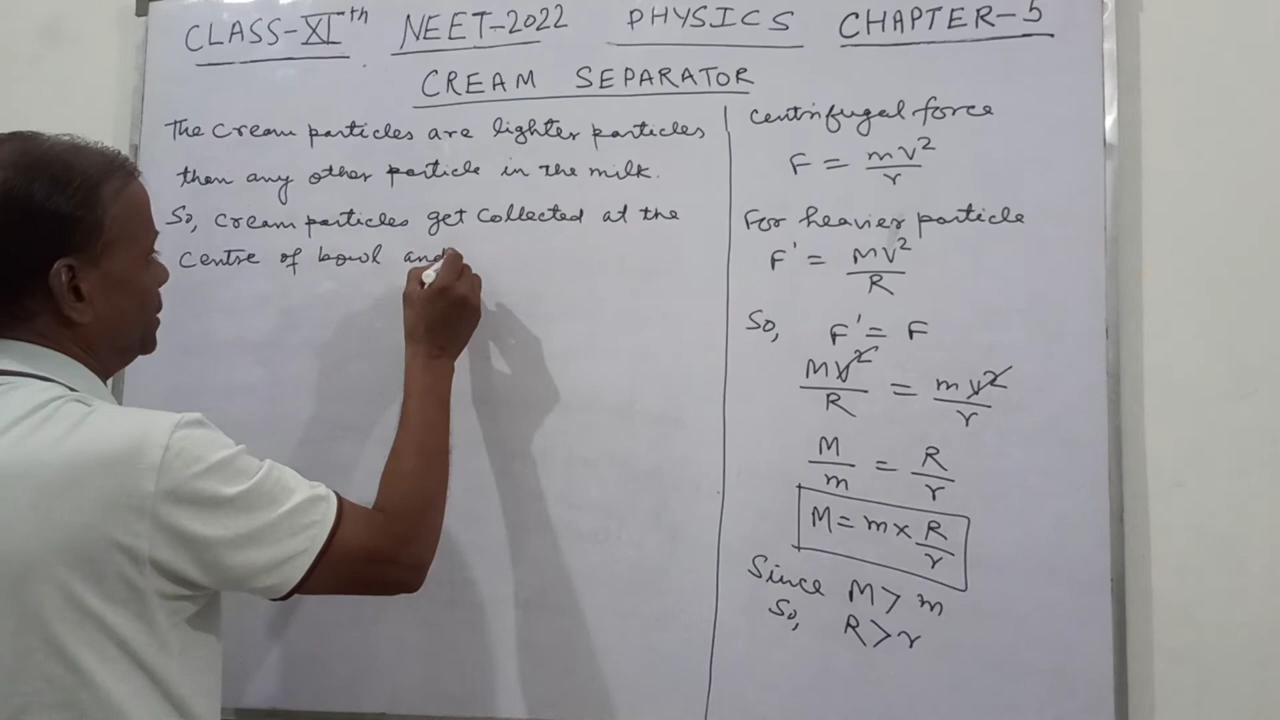 CLASS-XIth NEET-2022 PHYSICS CHAPTER-5
CREAM SEPARATOR
The cream particles are lighter particles
than any other particle in the milk.
So, cream particles get collected at the
centre of bowl and
centrifugal force
F = mv²/r
For heavier particle
F' = Mv²/R
So, F' = F
Mv²/R = mv²/r
M/m = R/r
M = m × R/r
Since M > m
So, R > r